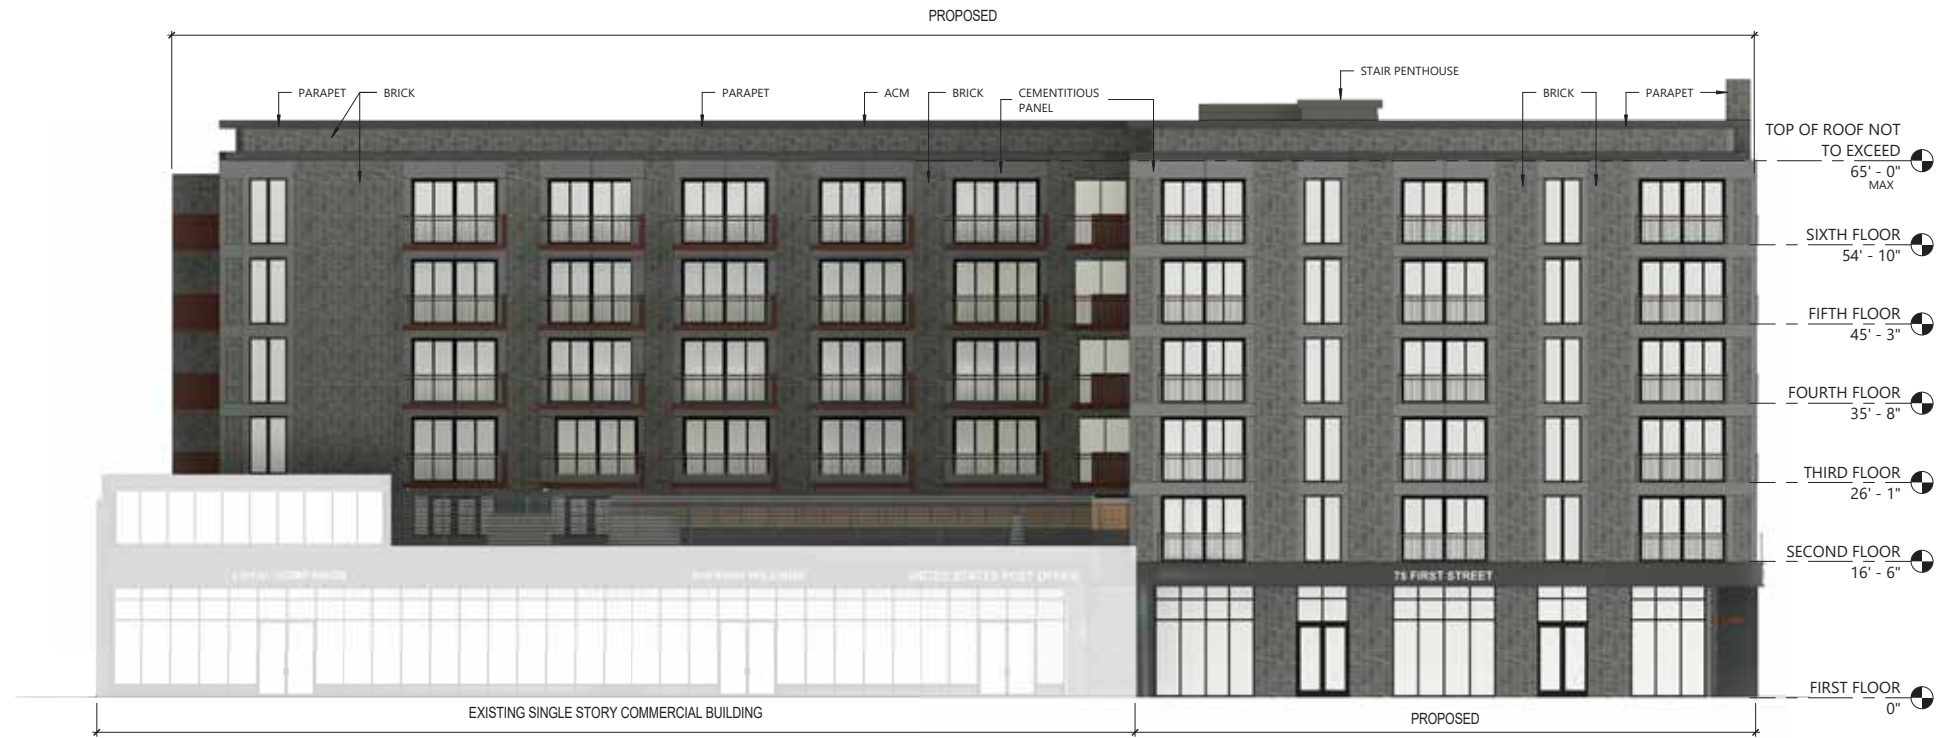 PROPOSED
STAIR PENTHOUSE
PARAPET
BRICK
PARAPET
ACM
BRICK
CEMENTITIOUS
PANEL
BRICK
PARAPET
TOP OF ROOF NOT
TO EXCEED
65' - 0"
MAX
SIXTH FLOOR
54' - 10"
FIFTH FLOOR
45' - 3"
FOURTH FLOOR
35' - 8"
THIRD FLOOR
26' - 1"
SECOND FLOOR
16' - 6"
UNITED STATES POST OFFICE
75 FIRST STREET
FIRST FLOOR
0"
EXISTING SINGLE STORY COMMERCIAL BUILDING
PROPOSED